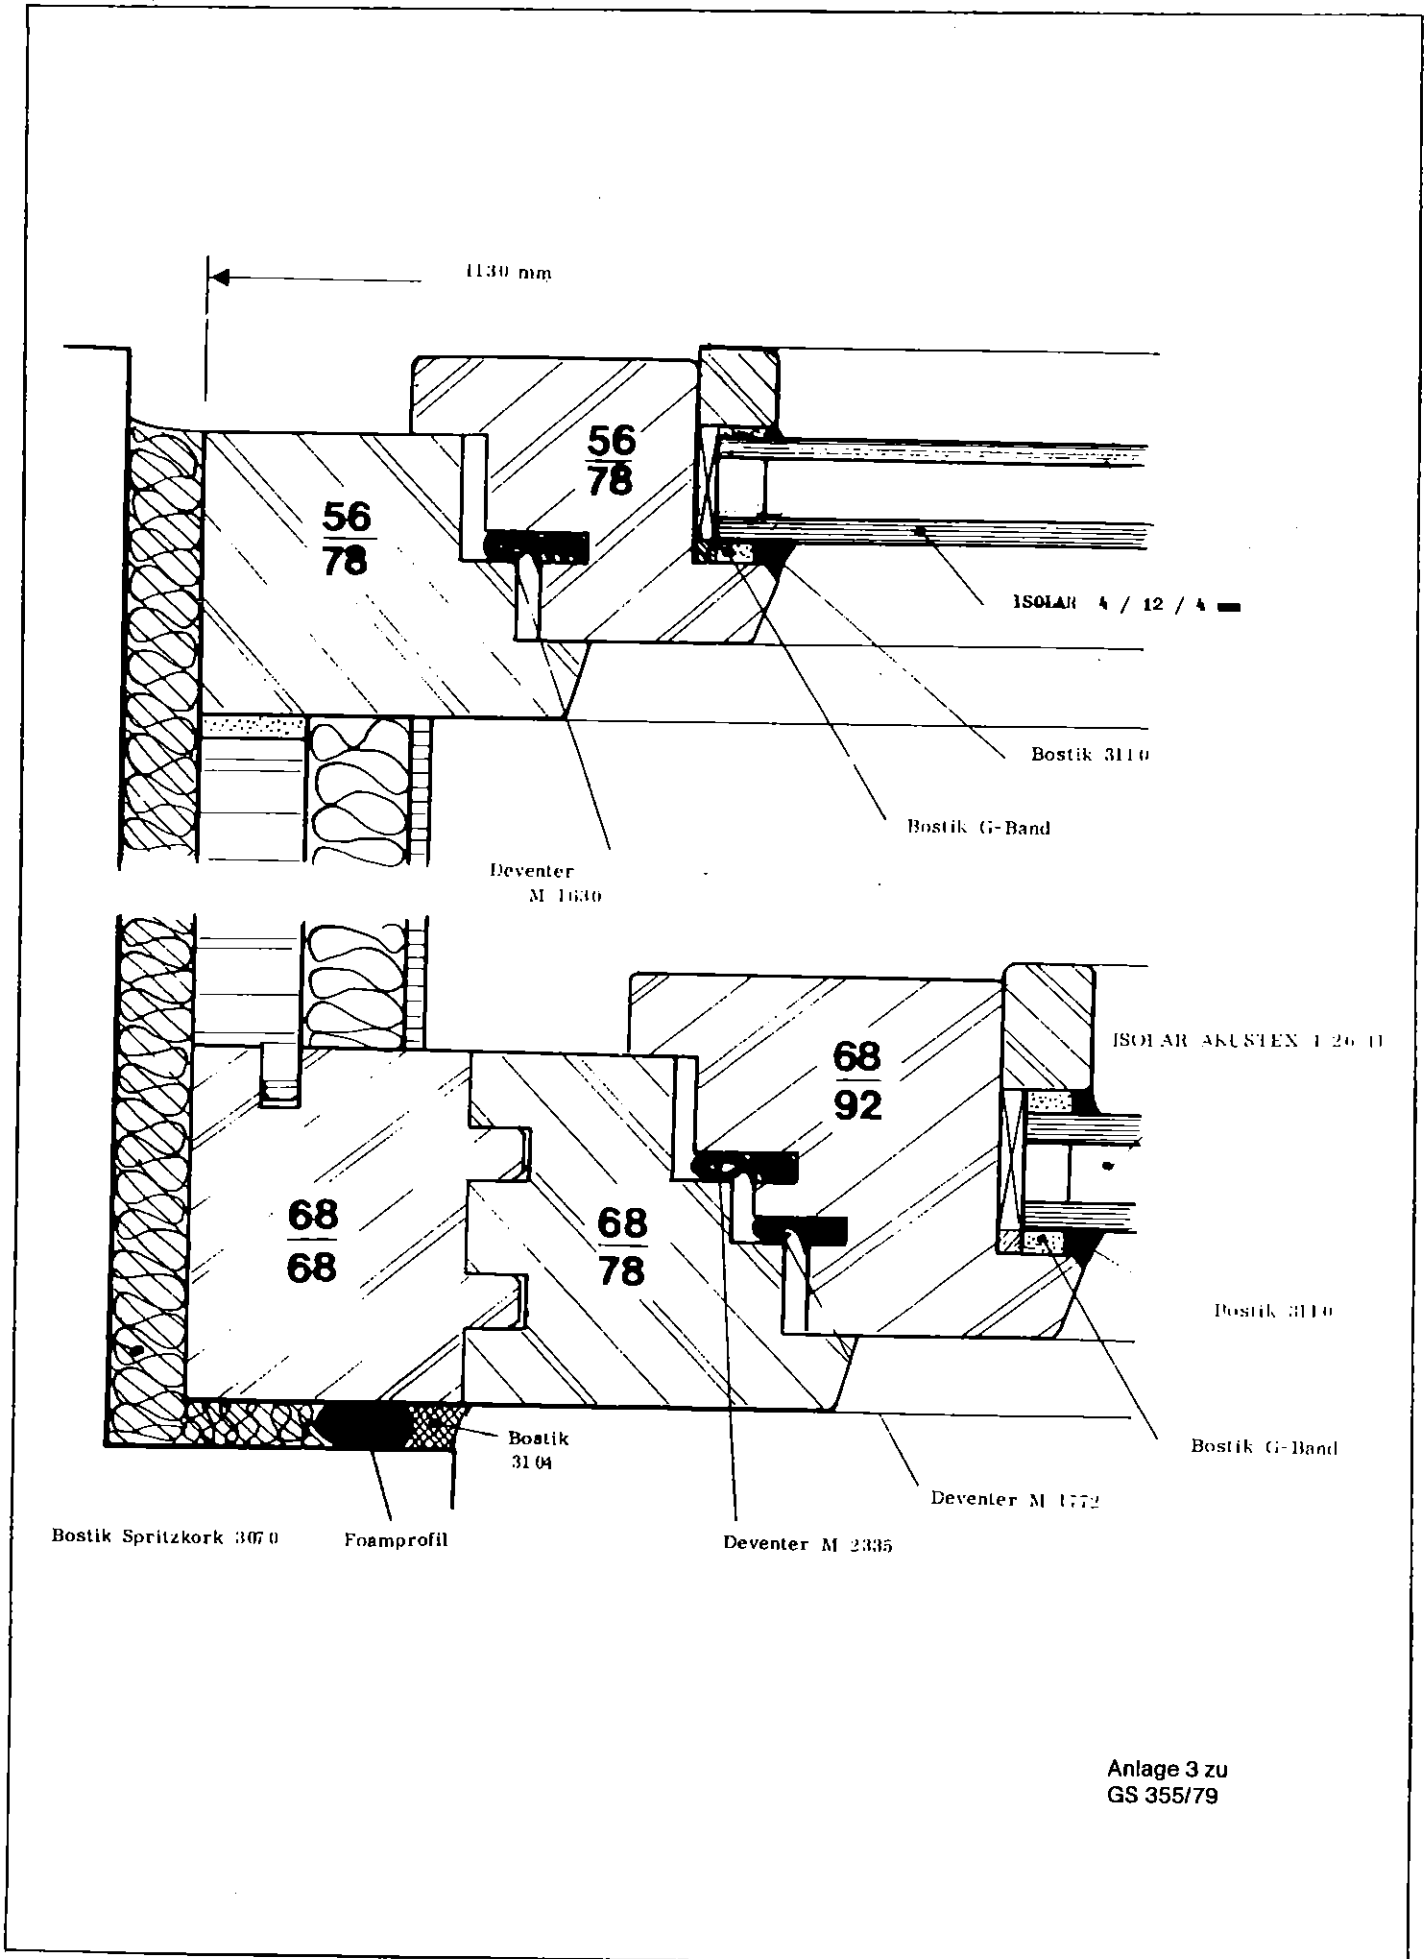 1130 mm
56
78
56
78
ISOLAR 4 / 12 / 4
Bostik 3110
Bostik G-Band
Deventer
M 1630
ISOLAR AKUSTEX
68
92
68
68
68
78
Bostik 3110
Bostik G-Band
Bostik
3104
Deventer M 1772
Bostik Spritzkork 3070
Foamprofil
Deventer M 2335
Anlage 3 zu
GS 355/79